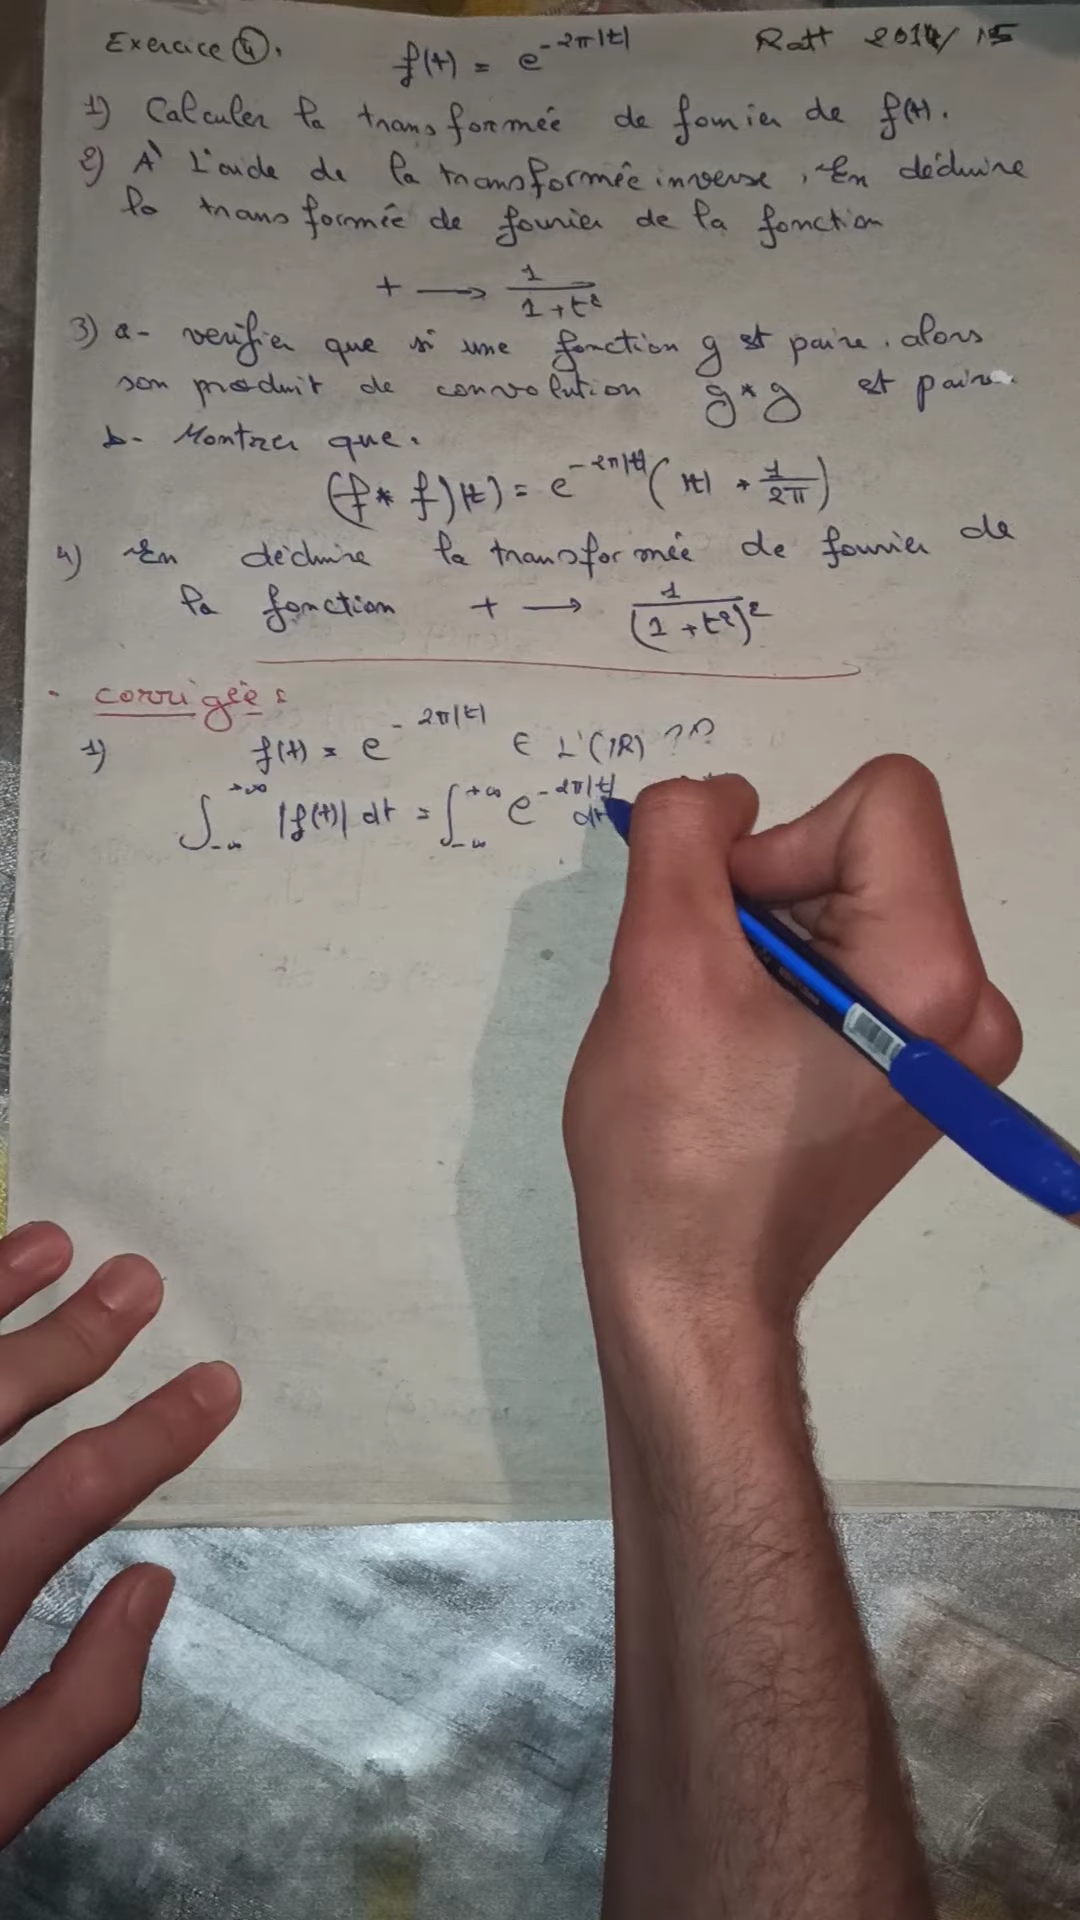 Exercice ④. f(t) = e^{-2π|t|} Ratt 2014/15
1) Calculer la transformée de fourier de f(t).
2) A' L'aide de la transformée inverse, En déduire
la transformée de fourier de la fonction
t → 1/(1+t²)
3) a- verifier que si une fonction g est paire, alors
son produit de convolution g*g est paire.
b- Montrer que.
(f * f)(t) = e^{-2π|t|} (|t| + 1/2π)
4) En déduire la transformée de fourier de
la fonction t → 1/(1+t²)²
. corrigée :
1) f(t) = e^{-2π|t|} ∈ L¹(IR) ??
∫_{-∞}^{+∞} |f(t)| dt = ∫_{-∞}^{+∞} e^{-2π|t|} dt